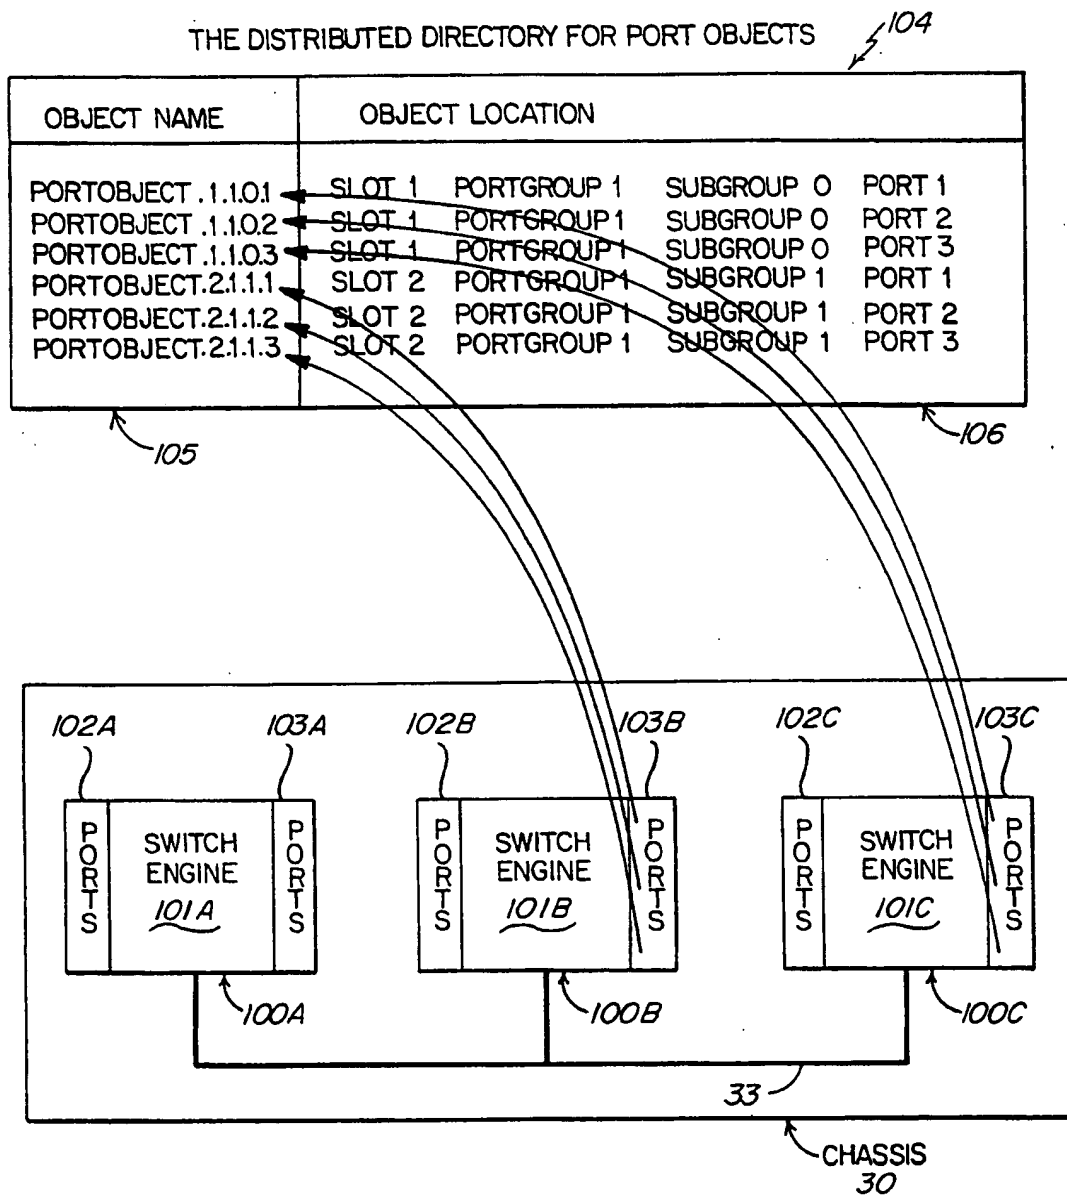 THE DISTRIBUTED DIRECTORY FOR PORT OBJECTS
104
OBJECT NAME OBJECT LOCATION
PORTOBJECT.1.1.0.1 SLOT 1 PORTGROUP 1 SUBGROUP 0 PORT 1
PORTOBJECT.1.1.0.2 SLOT 1 PORTGROUP 1 SUBGROUP 0 PORT 2
PORTOBJECT.1.1.0.3 SLOT 1 PORTGROUP 1 SUBGROUP 0 PORT 3
PORTOBJECT.2.1.1.1 SLOT 2 PORTGROUP 1 SUBGROUP 1 PORT 1
PORTOBJECT.2.1.1.2 SLOT 2 PORTGROUP 1 SUBGROUP 1 PORT 2
PORTOBJECT.2.1.1.3 SLOT 2 PORTGROUP 1 SUBGROUP 1 PORT 3
105 106
102A 103A 102B 103B 102C 103C
PORTS
SWITCH
ENGINE
101A
PORTS
PORTS
SWITCH
ENGINE
101B
PORTS
PORTS
SWITCH
ENGINE
101C
PORTS
100A 100B 100C
33
CHASSIS
30